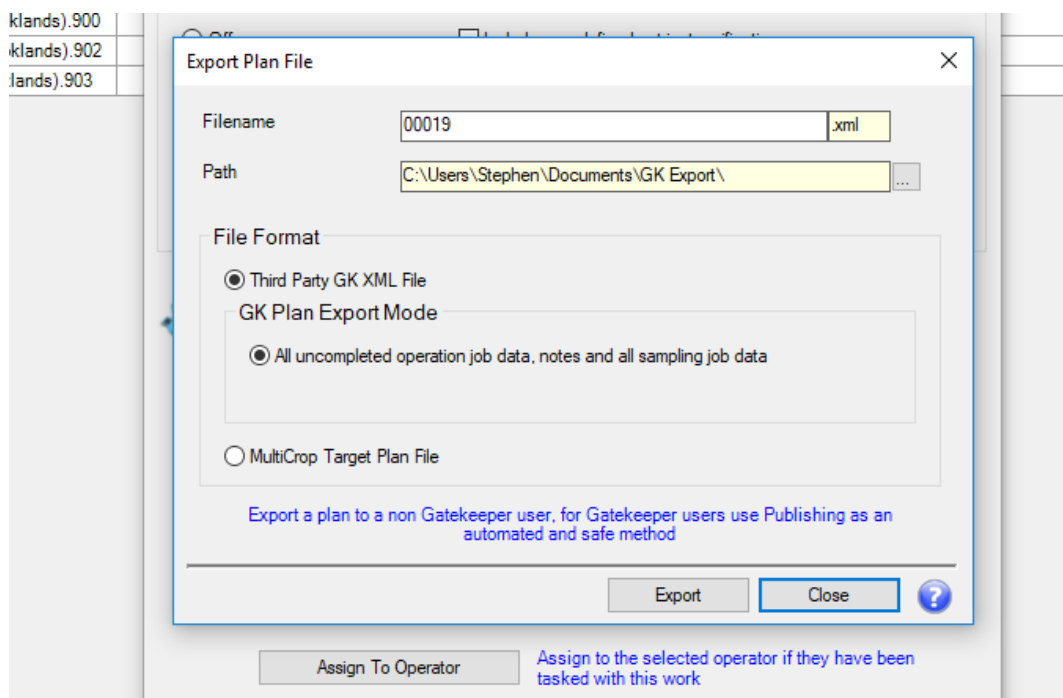 klands).900
klands).902
lands).903
Export Plan File
Filename
00019
.xml
Path
C:\Users\Stephen\Documents\GK Export\
...
File Format
Third Party GK XML File
GK Plan Export Mode
All uncompleted operation job data, notes and all sampling job data
MultiCrop Target Plan File
Export a plan to a non Gatekeeper user, for Gatekeeper users use Publishing as an
automated and safe method
Export
Close
?
Assign To Operator
Assign to the selected operator if they have been
tasked with this work